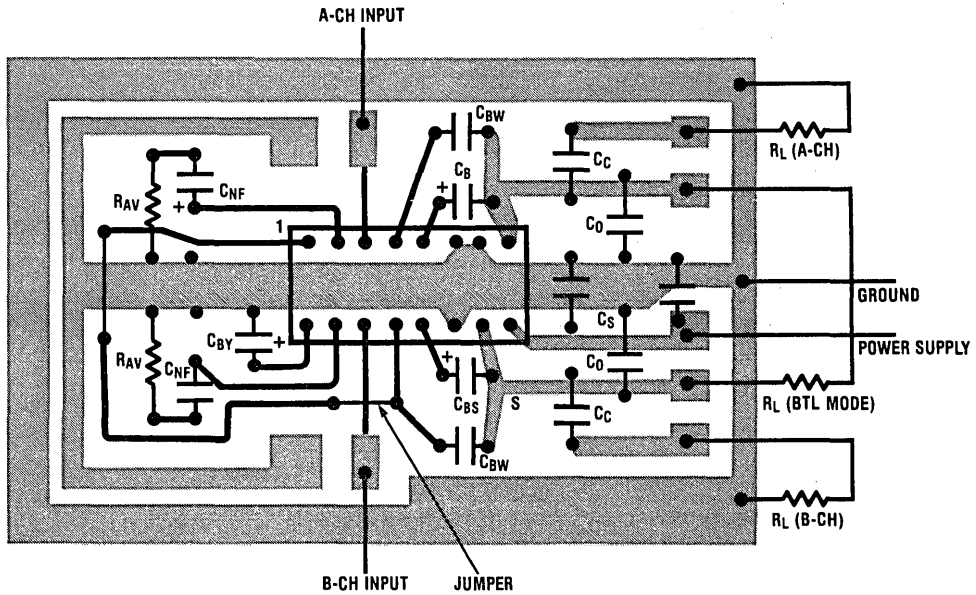 A-CH INPUT
CBW
RL (A-CH)
CC
CB
+
CNF
RAV
+
CO
1
GROUND
CS
POWER SUPPLY
CBY
+
RAV
CNF
+
CBS
S
CO
CC
RL (BTL MODE)
CBW
RL (B-CH)
B-CH INPUT
JUMPER